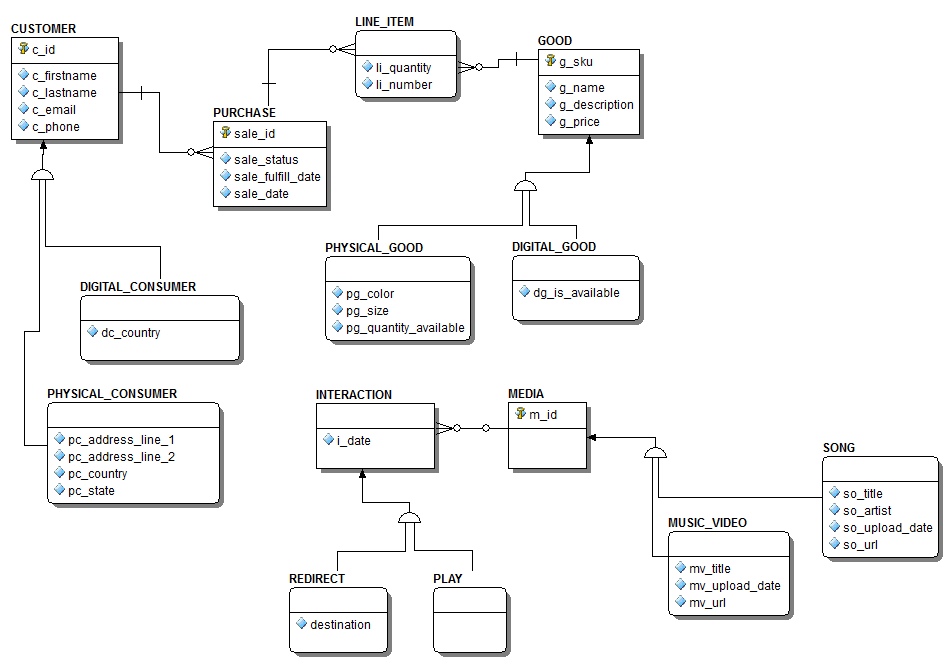 CUSTOMER
c_id
c_firstname
c_lastname
c_email
c_phone
LINE_ITEM
li_quantity
li_number
GOOD
g_sku
g_name
g_description
g_price
PURCHASE
sale_id
sale_status
sale_fulfill_date
sale_date
PHYSICAL_GOOD
pg_color
pg_size
pg_quantity_available
DIGITAL_GOOD
dg_is_available
DIGITAL_CONSUMER
dc_country
PHYSICAL_CONSUMER
pc_address_line_1
pc_address_line_2
pc_country
pc_state
INTERACTION
i_date
MEDIA
m_id
SONG
so_title
so_artist
so_upload_date
so_url
MUSIC_VIDEO
mv_title
mv_upload_date
mv_url
REDIRECT
destination
PLAY